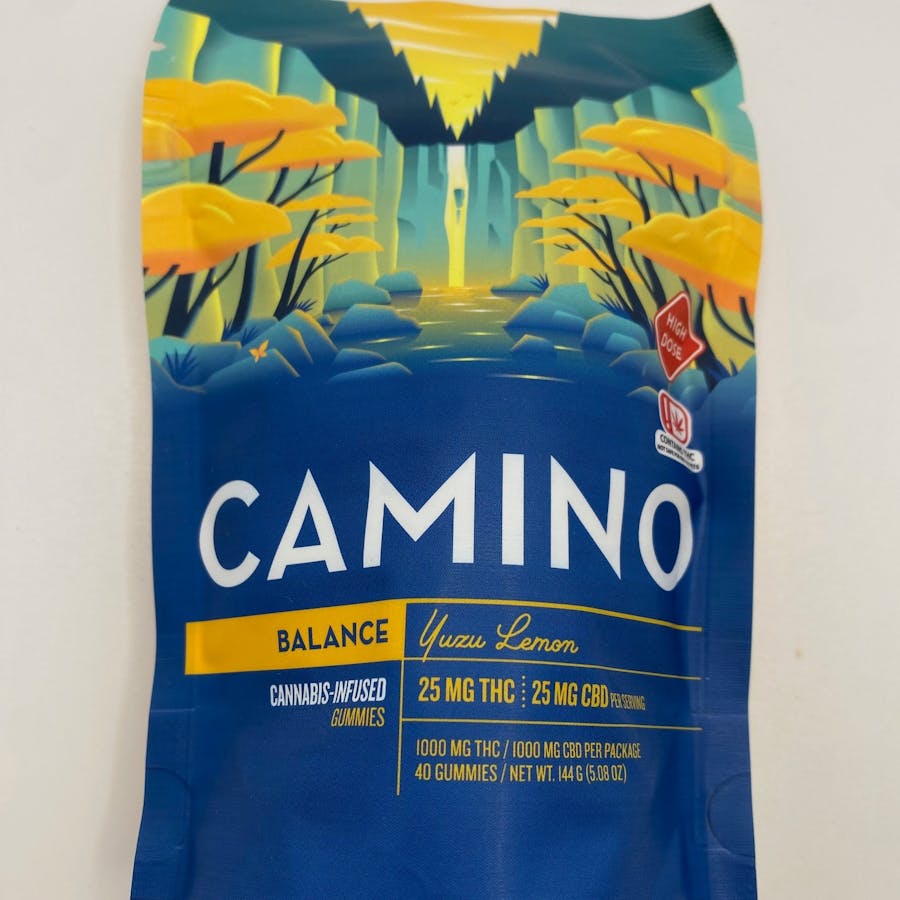 HIGH
DOSE
CONTAINS THC
CAMINO
BALANCE
Yuzu Lemon
CANNABIS-INFUSED
GUMMIES
25 MG THC 25 MG CBD PER SERVING
1000 MG THC / 1000 MG CBD PER PACKAGE
40 GUMMIES / NET WT. 144 G (5.08 OZ)